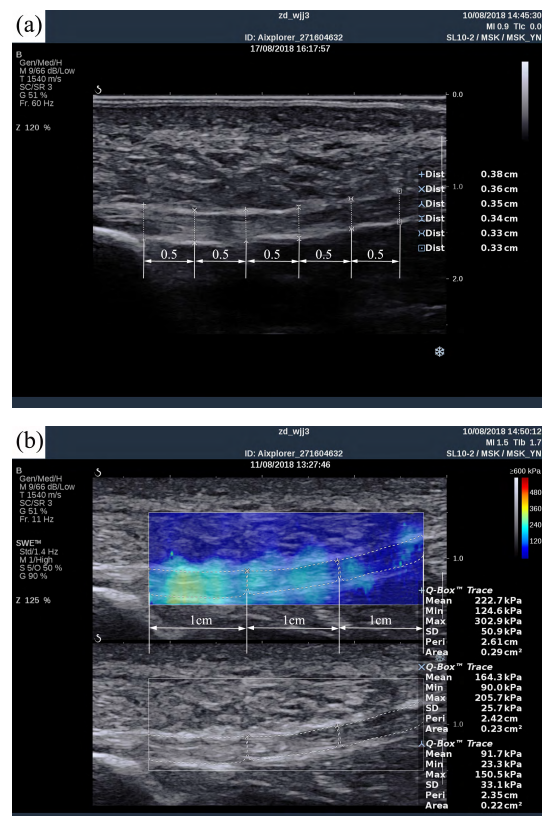 (a)
zd_wjj3
10/08/2018 14:45:30
MI 0.9 TIc 0.0
ID: Aixplorer_271604632
SL10-2 / MSK / MSK_YN
17/08/2018 16:17:57
B
Gen/Med/H
M 9/66 dB/Low
T 1540 m/s
SC/SR 3
G 51 %
Fr. 60 Hz
Z 120 %
0.0
1.0
2.0
Dist 0.38 cm
Dist 0.36 cm
Dist 0.35 cm
Dist 0.34 cm
Dist 0.33 cm
Dist 0.33 cm
0.5 0.5 0.5 0.5 0.5
(b)
zd_wjj3
10/08/2018 14:50:12
MI 1.5 TIb 1.7
ID: Aixplorer_271604632
SL10-2 / MSK / MSK_YN
11/08/2018 13:27:46
B
Gen/Med/H
M 9/66 dB/Low
T 1540 m/s
SC/SR 3
G 51 %
Fr. 11 Hz
SWE™
Std/1.4 Hz
M 1/High
S 5/O 50 %
G 90 %
Z 125 %
≥600 kPa
480
360
240
120
1.0
1cm 1cm 1cm
Q-Box™ Trace
Mean 222.7 kPa
Min 124.6 kPa
Max 302.9 kPa
SD 50.9 kPa
Peri 2.61 cm
Area 0.29 cm²
Q-Box™ Trace
Mean 164.3 kPa
Min 90.0 kPa
Max 205.7 kPa
SD 25.7 kPa
Peri 2.42 cm
Area 0.23 cm²
1.0
Q-Box™ Trace
Mean 91.7 kPa
Min 23.3 kPa
Max 150.5 kPa
SD 33.1 kPa
Peri 2.35 cm
Area 0.22 cm²